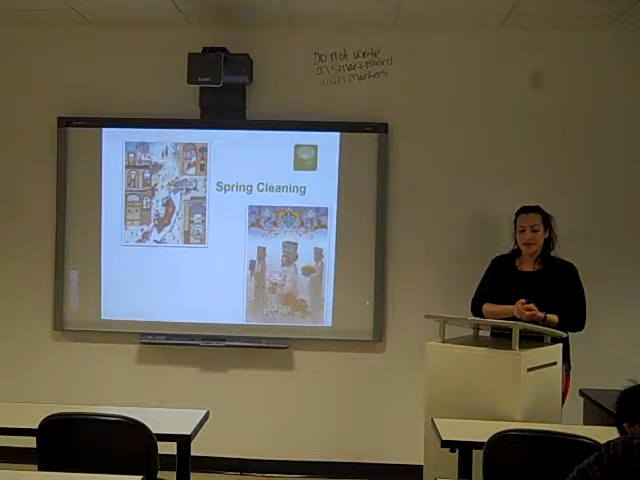 Do Not write
on smartBoard
with markers
Spring Cleaning